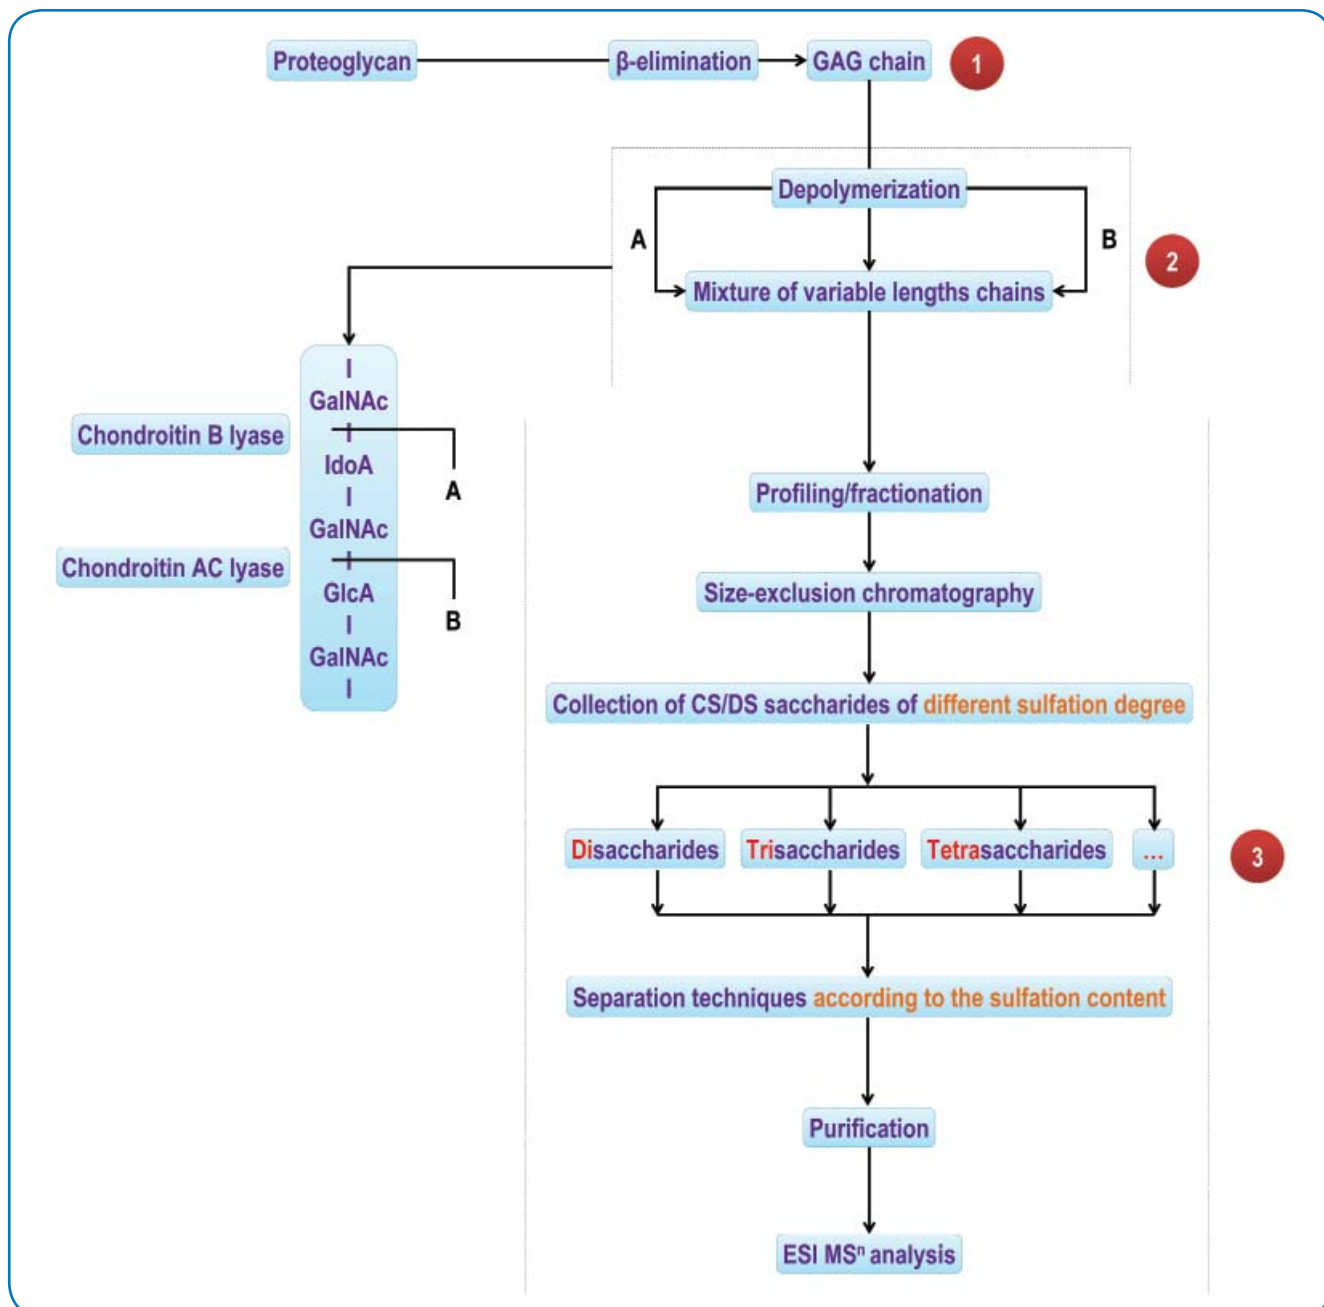 Proteoglycan
β-elimination
GAG chain
1
Depolymerization
A
B
2
Mixture of variable lengths chains
GalNAc
Chondroitin B lyase
IdoA
A
GalNAc
Chondroitin AC lyase
GlcA
B
GalNAc
Profiling/fractionation
Size-exclusion chromatography
Collection of CS/DS saccharides of different sulfation degree
Disaccharides
Trisaccharides
Tetrasaccharides
...
3
Separation techniques according to the sulfation content
Purification
ESI MSⁿ analysis